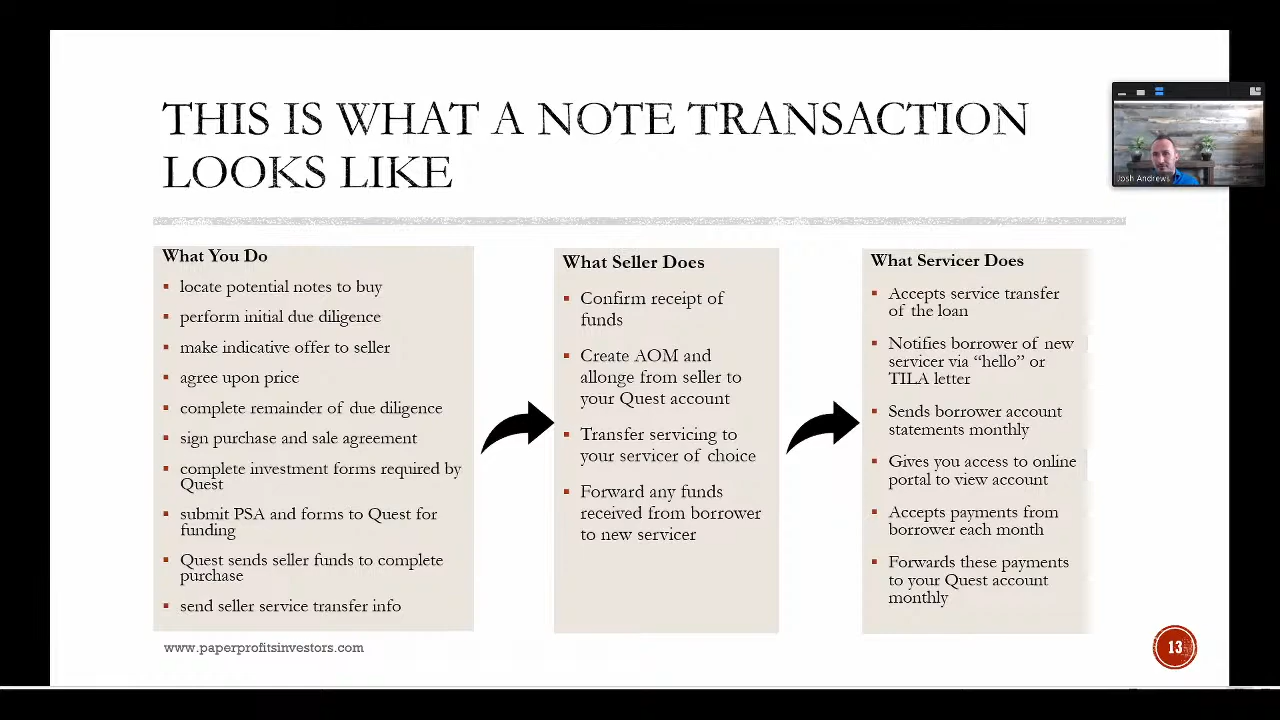 THIS IS WHAT A NOTE TRANSACTION
LOOKS LIKE
Josh Andrews
What You Do
locate potential notes to buy
perform initial due diligence
make indicative offer to seller
agree upon price
complete remainder of due diligence
sign purchase and sale agreement
complete investment forms required by
Quest
submit PSA and forms to Quest for
funding
Quest sends seller funds to complete
purchase
send seller service transfer info
What Seller Does
Confirm receipt of
funds
Create AOM and
allonge from seller to
your Quest account
Transfer servicing to
your servicer of choice
Forward any funds
received from borrower
to new servicer
What Servicer Does
Accepts service transfer
of the loan
Notifies borrower of new
servicer via “hello” or
TILA letter
Sends borrower account
statements monthly
Gives you access to online
portal to view account
Accepts payments from
borrower each month
Forwards these payments
to your Quest account
monthly
www.paperprofitsinvestors.com
13